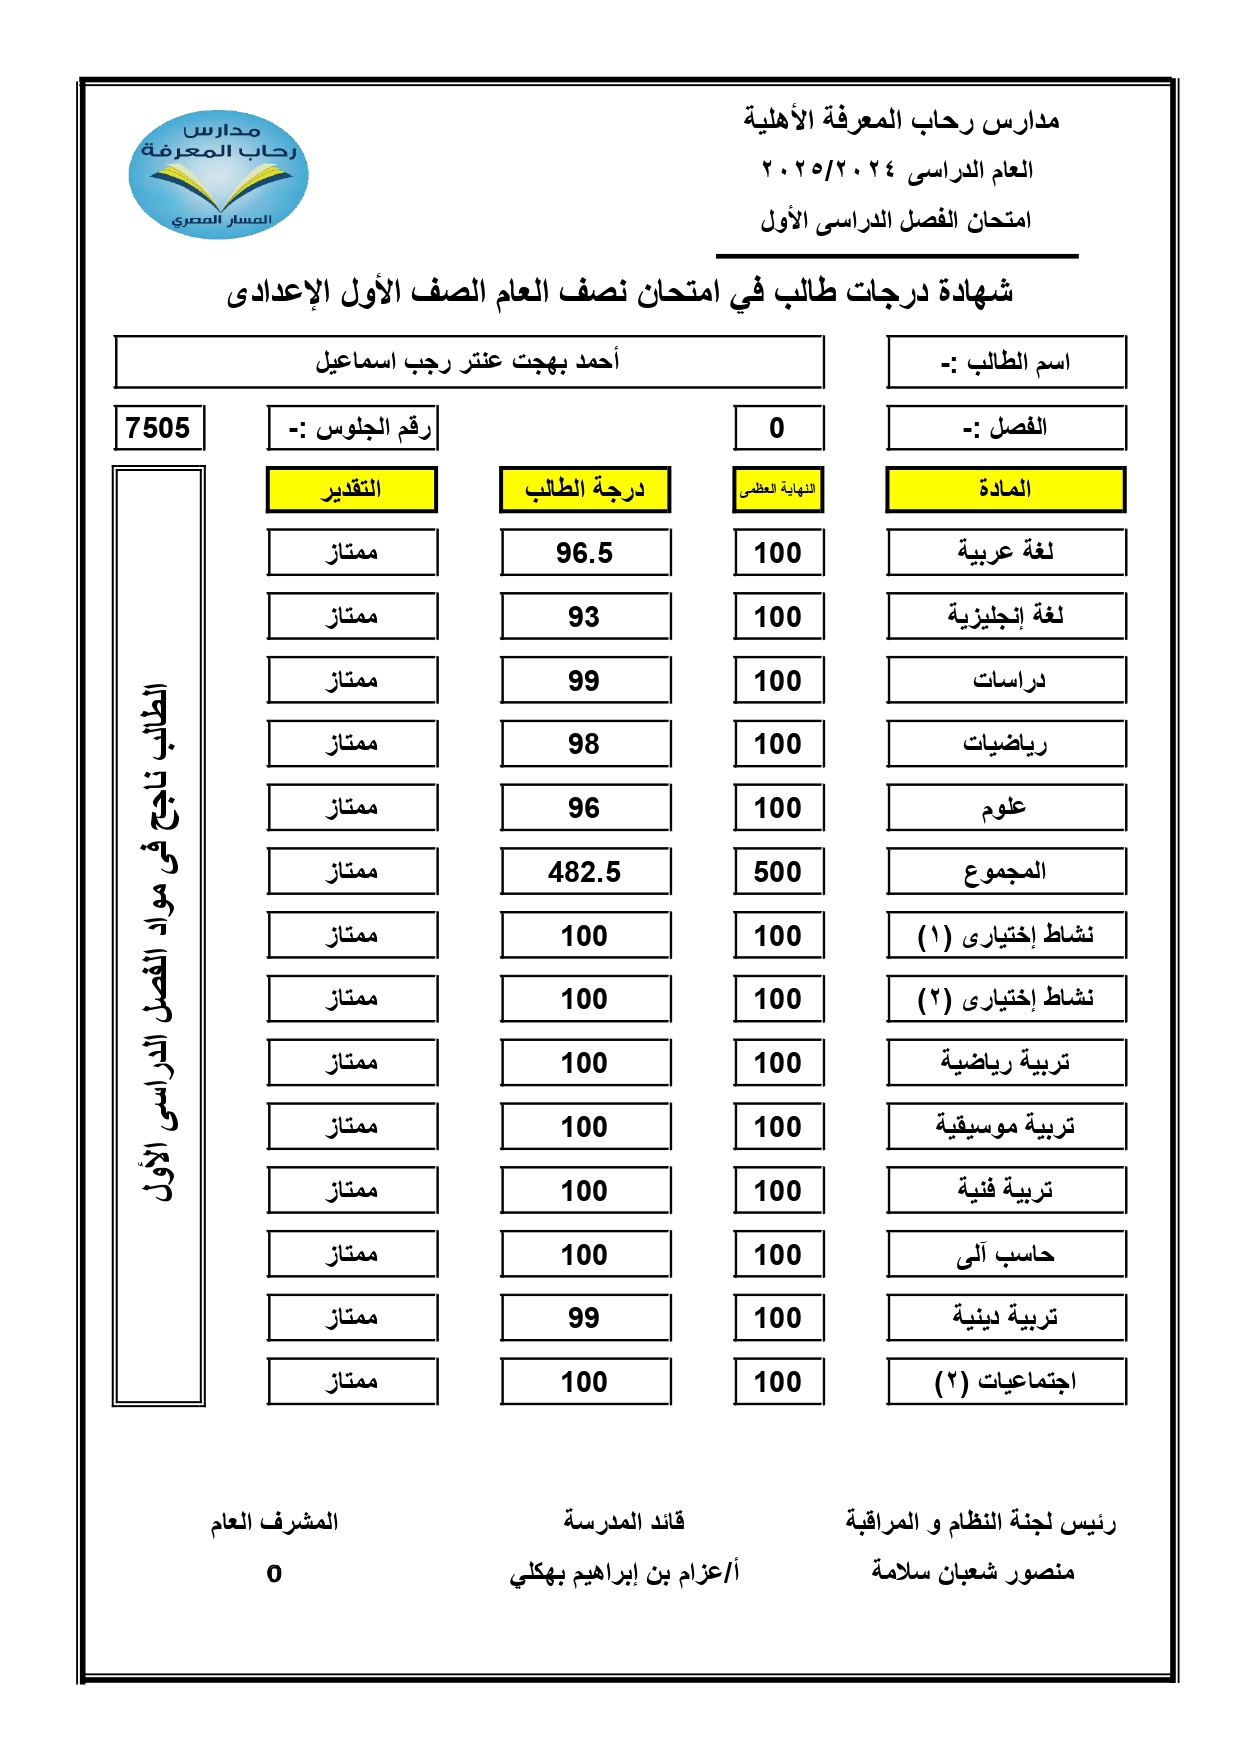 مدارس رحاب المعرفة الأهلية
العام الدراسى ٢٠٢٥/٢٠٢٤
امتحان الفصل الدراسى الأول
مدارس
رحاب المعرفة
المسار المصري
شهادة درجات طالب في امتحان نصف العام الصف الأول الإعدادى
اسم الطالب :- أحمد بهجت عنتر رجب اسماعيل
الفصل :- 0 رقم الجلوس :- 7505
المادة النهاية العظمى درجة الطالب التقدير
لغة عربية 100 96.5 ممتاز
لغة إنجليزية 100 93 ممتاز
دراسات 100 99 ممتاز
رياضيات 100 98 ممتاز
علوم 100 96 ممتاز
المجموع 500 482.5 ممتاز
نشاط إختيارى (١) 100 100 ممتاز
نشاط إختيارى (٢) 100 100 ممتاز
تربية رياضية 100 100 ممتاز
تربية موسيقية 100 100 ممتاز
تربية فنية 100 100 ممتاز
حاسب آلى 100 100 ممتاز
تربية دينية 100 99 ممتاز
اجتماعيات (٢) 100 100 ممتاز
الطالب ناجح فى مواد الفصل الدراسى الأول
رئيس لجنة النظام و المراقبة قائد المدرسة المشرف العام
منصور شعبان سلامة أ/عزام بن إبراهيم بهكلي 0